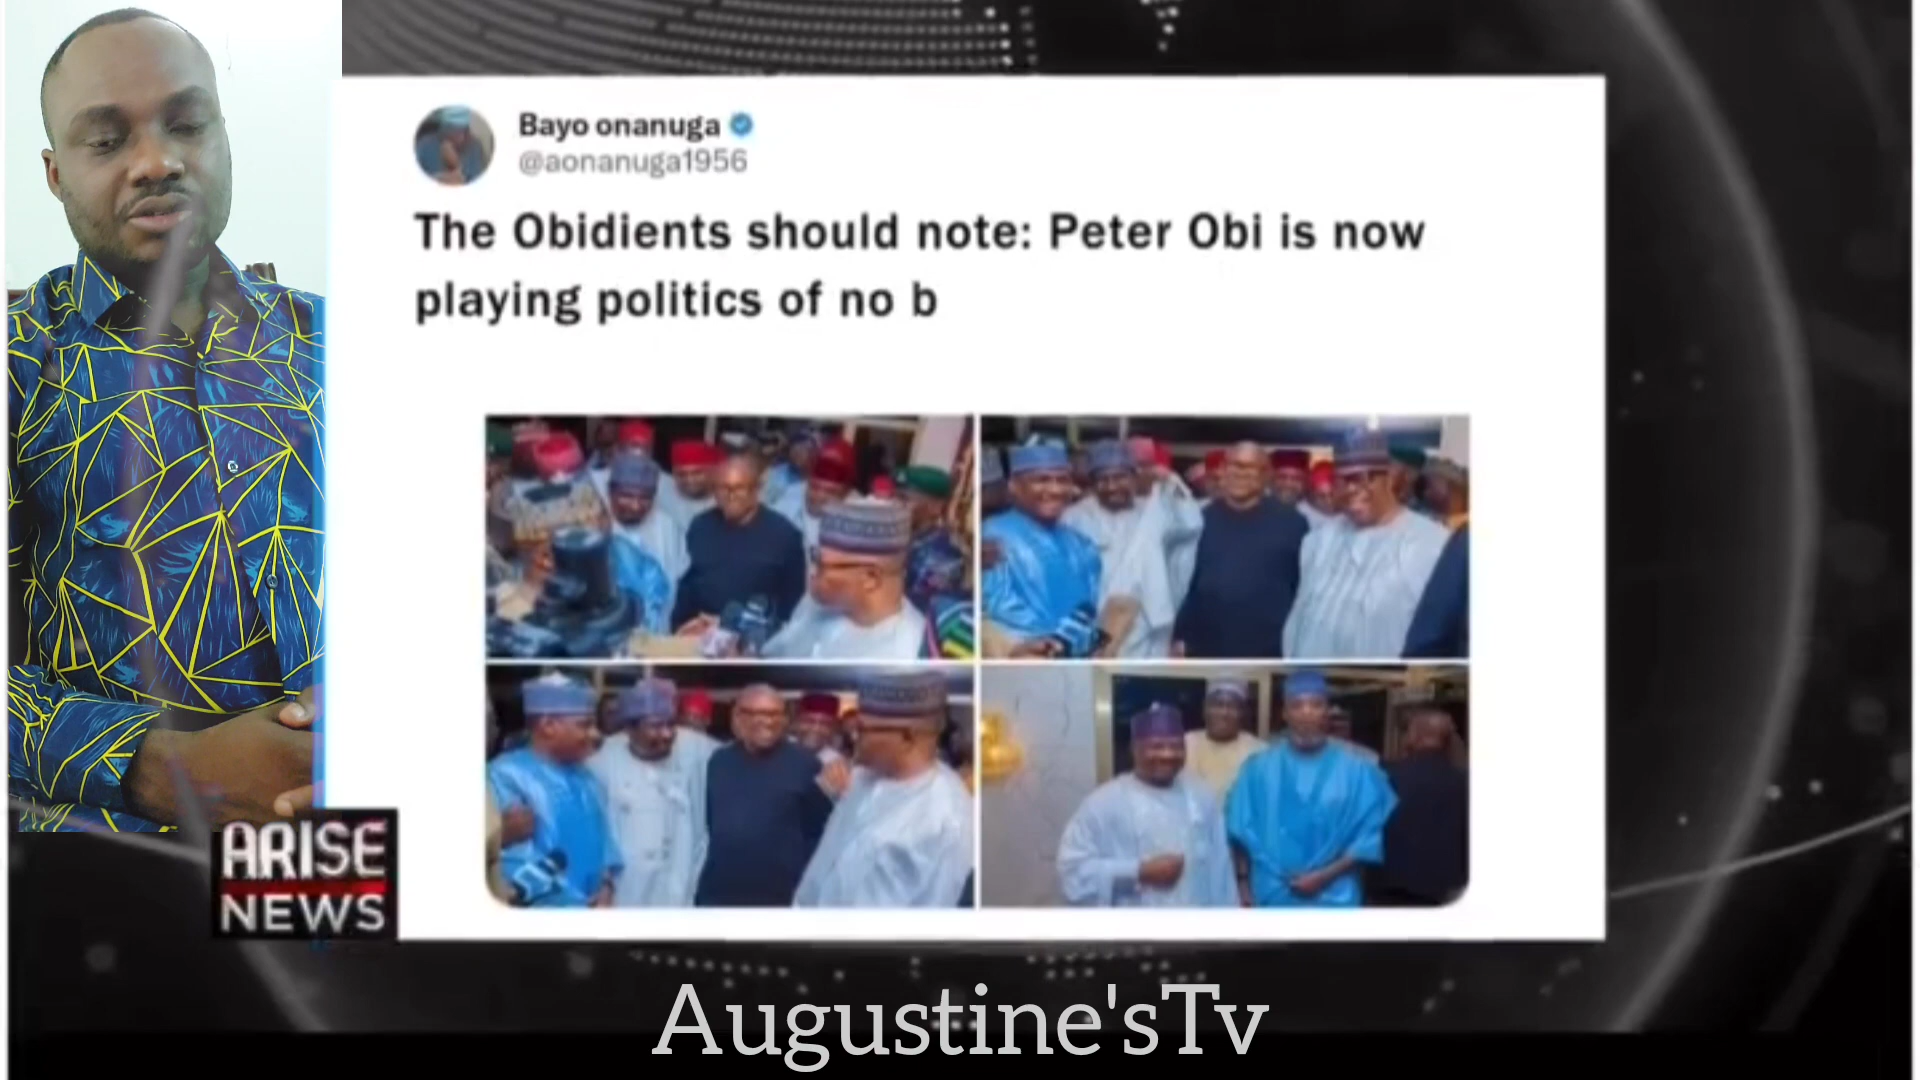 Bayo onanuga
@aonanuga1956
The Obidients should note: Peter Obi is now
playing politics of no b
ARISE
NEWS
Augustine'sTv